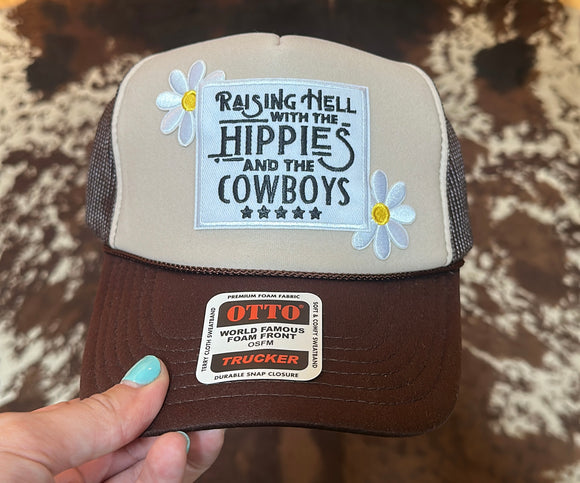 RAISING HELL
WITH THE
HIPPIES
AND THE
COWBOYS
PREMIUM FOAM FABRIC
OTTO
WORLD FAMOUS
FOAM FRONT
OSFM
TRUCKER
DURABLE SNAP CLOSURE
TERRY CLOTH SWEATBAND
SOFT & COMFY SWEATBAND